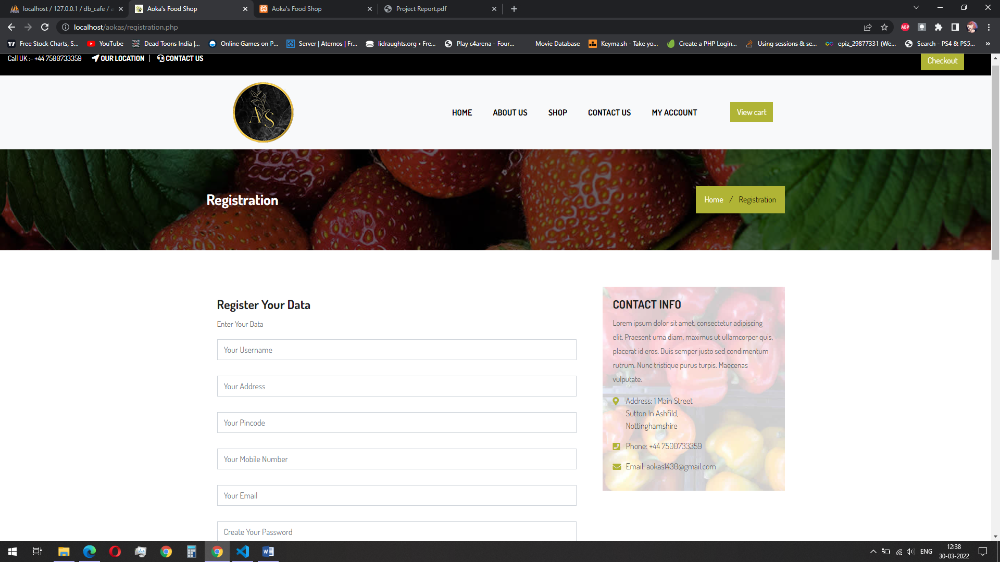 localhost / 127.0.0.1 / db_cafe / a
Aoka's Food Shop
Aoka's Food Shop
Project Report.pdf
localhost/aokas/registration.php
ABP
Free Stock Charts, S...
YouTube
Dead Toons India |...
Online Games on P...
Server | Aternos | Fr...
lidraughts.org • Fre...
Play c4arena - Four...
Movie Database
Keyma.sh - Take yo...
Create a PHP Login...
Using sessions & se...
epiz_29877331 (We...
Search - PS4 & PS5...
Call UK :- +44 7500733359
OUR LOCATION
CONTACT US
Checkout
AS
HOME
ABOUT US
SHOP
CONTACT US
MY ACCOUNT
View cart
Registration
Home / Registration
Register Your Data
Enter Your Data
Your Username
Your Address
Your Pincode
Your Mobile Number
Your Email
Create Your Password
CONTACT INFO
Lorem ipsum dolor sit amet, consectetur adipiscing
elit. Praesent urna diam, maximus ut ullamcorper quis,
placerat id eros. Duis semper justo sed condimentum
rutrum. Nunc tristique purus turpis. Maecenas
vulputate.
Address: 1 Main Street
Sutton In Ashfild,
Nottinghamshire
Phone: +44 7500733359
Email: aokas1430@gmail.com
ENG
12:38
30-03-2022